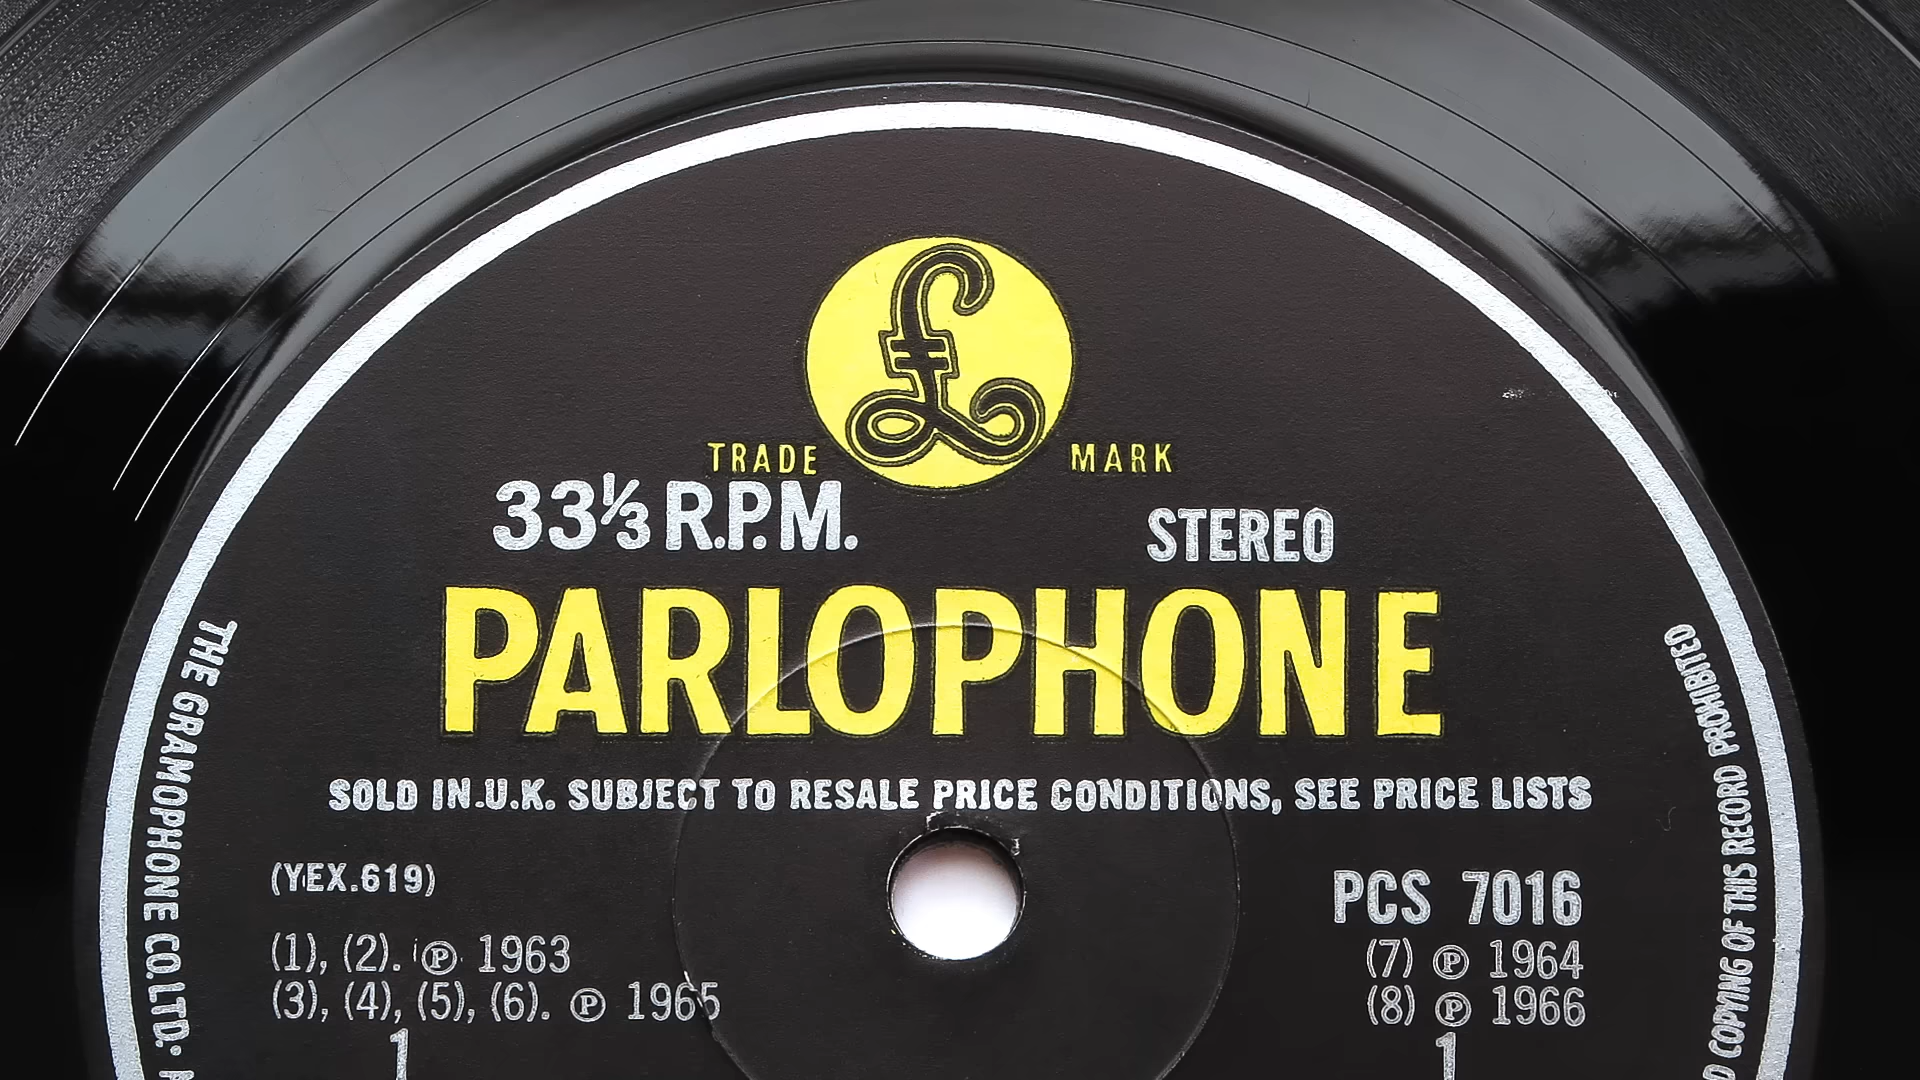 £
TRADE MARK
33⅓ R.P.M. STEREO
PARLOPHONE
SOLD IN U.K. SUBJECT TO RESALE PRICE CONDITIONS, SEE PRICE LISTS
(YEX.619)
PCS 7016
(1), (2). ℗ 1963
(7) ℗ 1964
(3), (4), (5), (6). ℗ 1965
(8) ℗ 1966
1
1
THE GRAMOPHONE CO. LTD.
COPYING OF THIS RECORD PROHIBITED